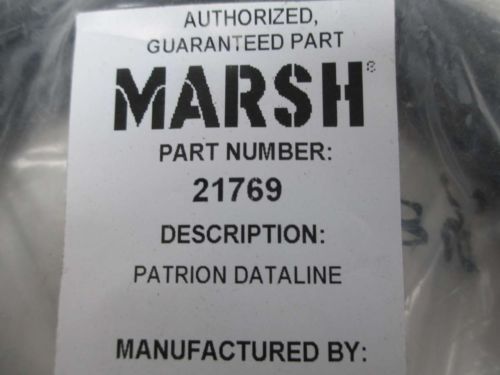 AUTHORIZED,
GUARANTEED PART
MARSH®
PART NUMBER:
21769
DESCRIPTION:
PATRION DATALINE
MANUFACTURED BY: